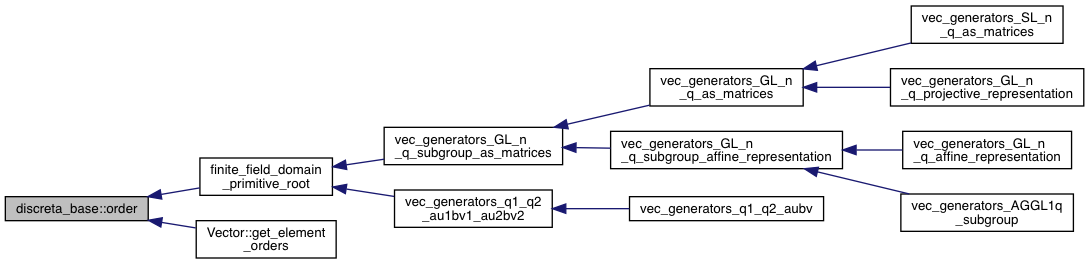 discreta_base::order
finite_field_domain
_primitive_root
Vector::get_element
_orders
vec_generators_GL_n
_q_subgroup_as_matrices
vec_generators_q1_q2
_au1bv1_au2bv2
vec_generators_GL_n
_q_as_matrices
vec_generators_GL_n
_q_subgroup_affine_representation
vec_generators_q1_q2_aubv
vec_generators_SL_n
_q_as_matrices
vec_generators_GL_n
_q_projective_representation
vec_generators_GL_n
_q_affine_representation
vec_generators_AGGL1q
_subgroup